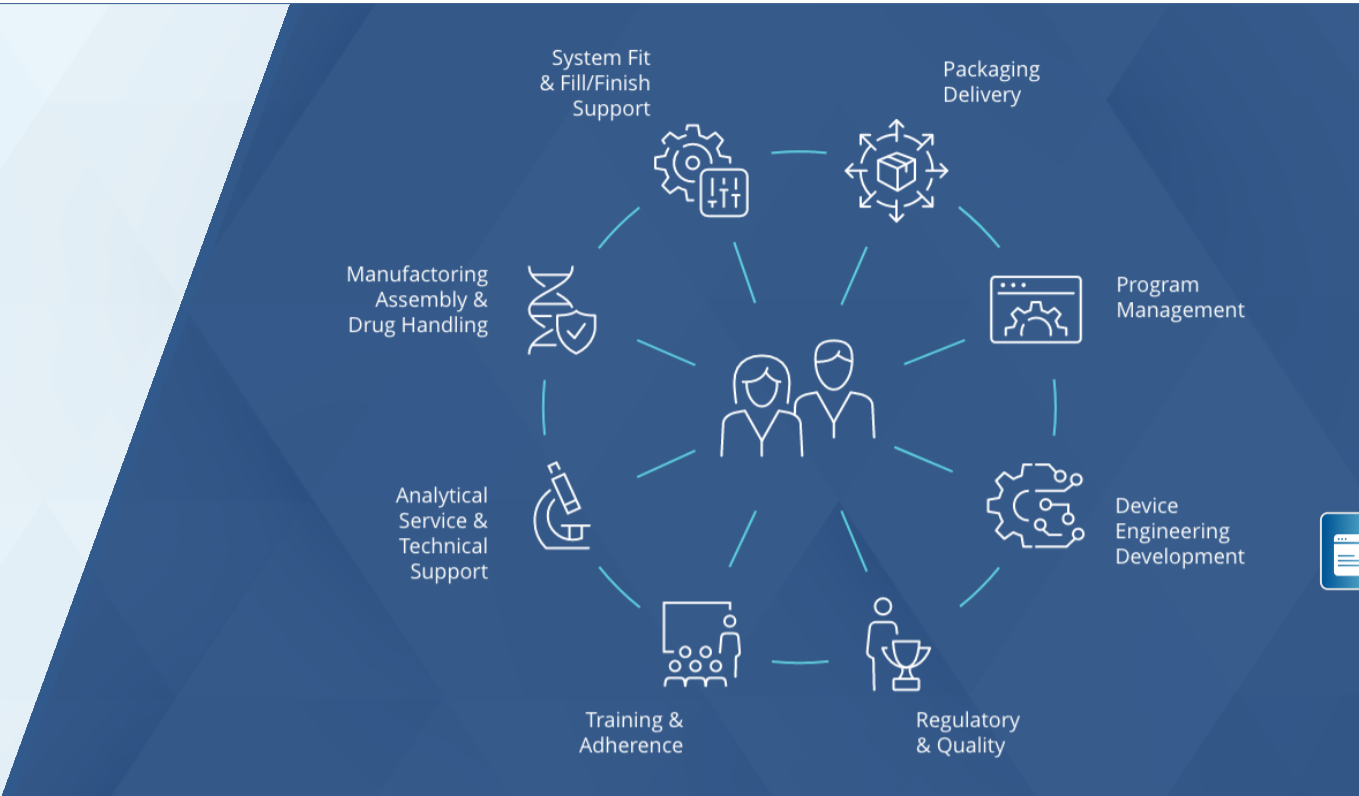 System Fit
& Fill/Finish
Support
Packaging
Delivery
Manufactoring
Assembly &
Drug Handling
Program
Management
Analytical
Service &
Technical
Support
Device
Engineering
Development
Training &
Adherence
Regulatory
& Quality